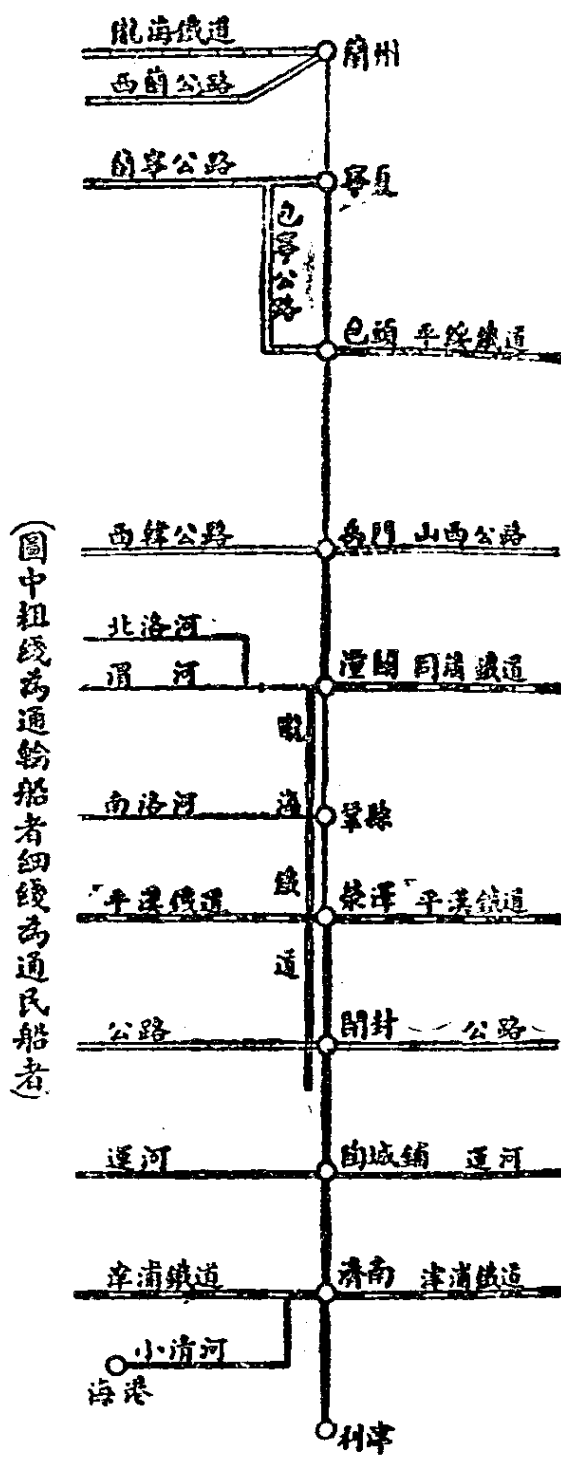 隴海鐵道
蘭州
西蘭公路
蘭寧公路
寧夏
包寧公路
包頭 平綏鐵道
西韓公路
禹門 山西公路
北洛河
渭河
潼關 同蒲鐵道
隴海鐵道
南洛河
鞏縣
平漢鐵道
滎澤 平漢鐵道
公路
開封 公路
運河
陶城鋪 運河
津浦鐵道
濟南 津浦鐵道
小清河
海港
利津
(圖中粗綫為通輪船者細綫為通民船者)